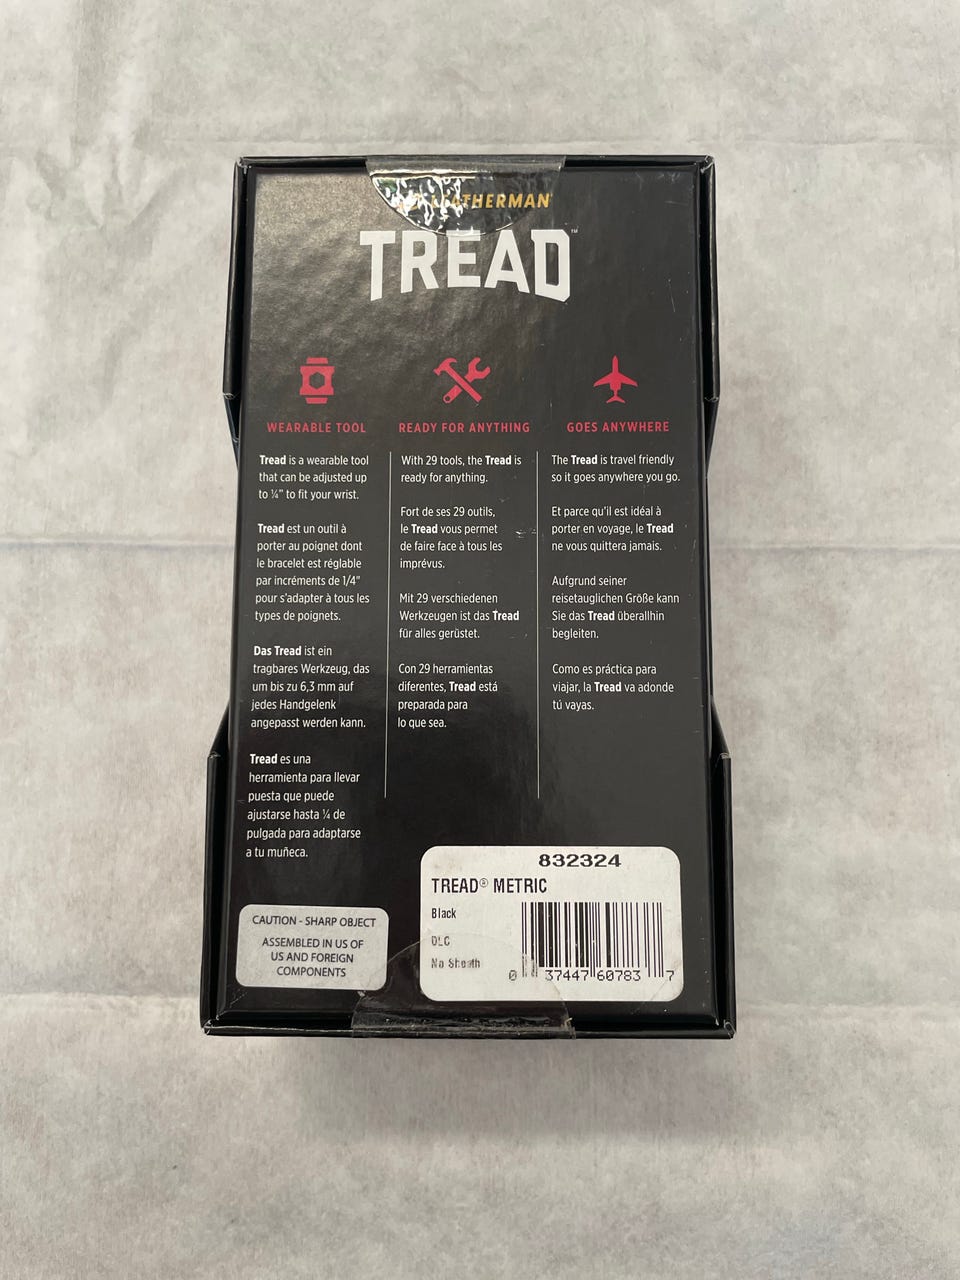 LEATHERMAN
TREAD™
WEARABLE TOOL
Tread is a wearable tool
that can be adjusted up
to ¼" to fit your wrist.
Tread est un outil à
porter au poignet dont
le bracelet est réglable
par incréments de 1/4"
pour s'adapter à tous les
types de poignets.
Das Tread ist ein
tragbares Werkzeug, das
um bis zu 6,3 mm auf
jedes Handgelenk
angepasst werden kann.
Tread es una
herramienta para llevar
puesta que puede
ajustarse hasta ¼ de
pulgada para adaptarse
a tu muñeca.
READY FOR ANYTHING
With 29 tools, the Tread is
ready for anything.
Fort de ses 29 outils,
le Tread vous permet
de faire face à tous les
imprévus.
Mit 29 verschiedenen
Werkzeugen ist das Tread
für alles gerüstet.
Con 29 herramientas
diferentes, Tread está
preparada para
lo que sea.
GOES ANYWHERE
The Tread is travel friendly
so it goes anywhere you go.
Et parce qu'il est idéal à
porter en voyage, le Tread
ne vous quittera jamais.
Aufgrund seiner
reisetauglichen Größe kann
Sie das Tread überallhin
begleiten.
Como es práctica para
viajar, la Tread va adonde
tú vayas.
CAUTION - SHARP OBJECT
ASSEMBLED IN US OF
US AND FOREIGN
COMPONENTS
832324
TREAD® METRIC
Black
DLC
No Sheath
0 37447 60783 7